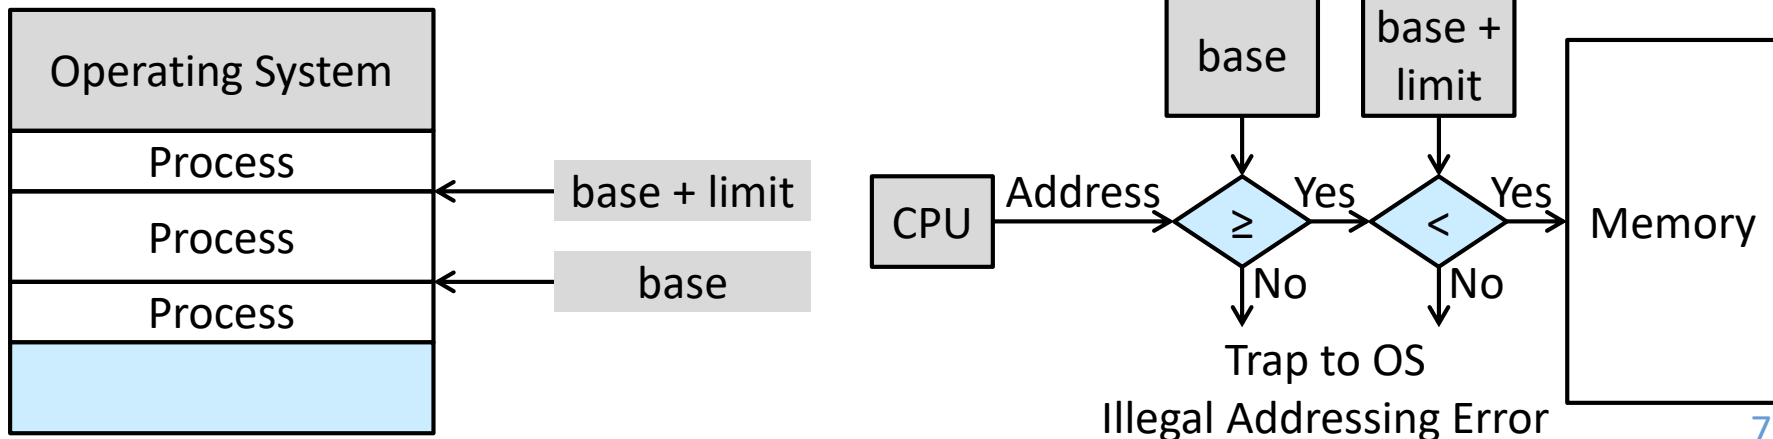 Operating System
Process
Process
Process
base + limit
base
base
base +
limit
CPU
Address
≥
Yes
<
Yes
Memory
No
No
Trap to OS
Illegal Addressing Error
7